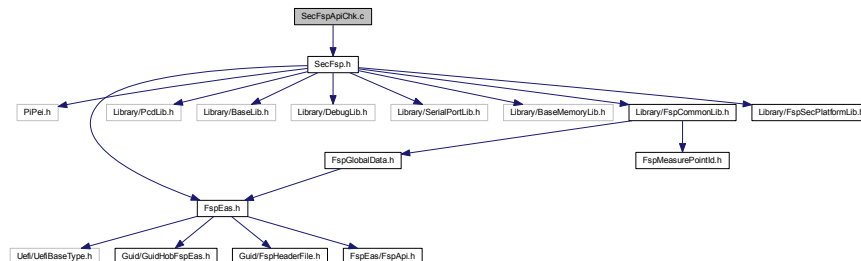 SecFspApiChk.c
SecFsp.h
PiPei.h
Library/PcdLib.h
Library/BaseLib.h
Library/DebugLib.h
Library/SerialPortLib.h
Library/BaseMemoryLib.h
Library/FspCommonLib.h
Library/FspSecPlatformLib.h
FspGlobalData.h
FspMeasurePointId.h
FspEas.h
Uefi/UefiBaseType.h
Guid/GuidHobFspEas.h
Guid/FspHeaderFile.h
FspEas/FspApi.h